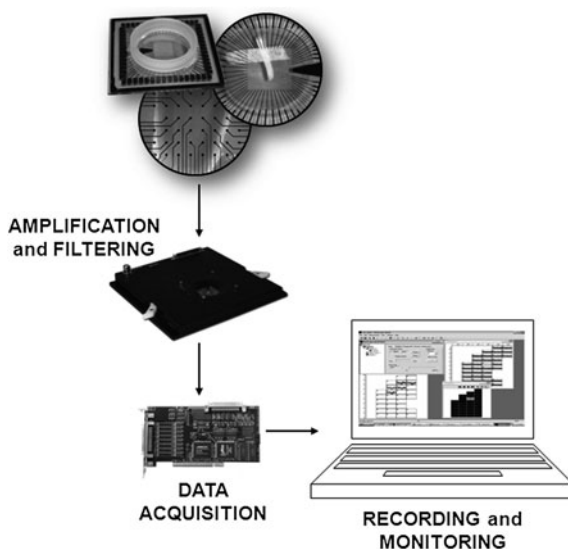 AMPLIFICATION
and FILTERING
DATA
ACQUISITION
RECORDING and
MONITORING